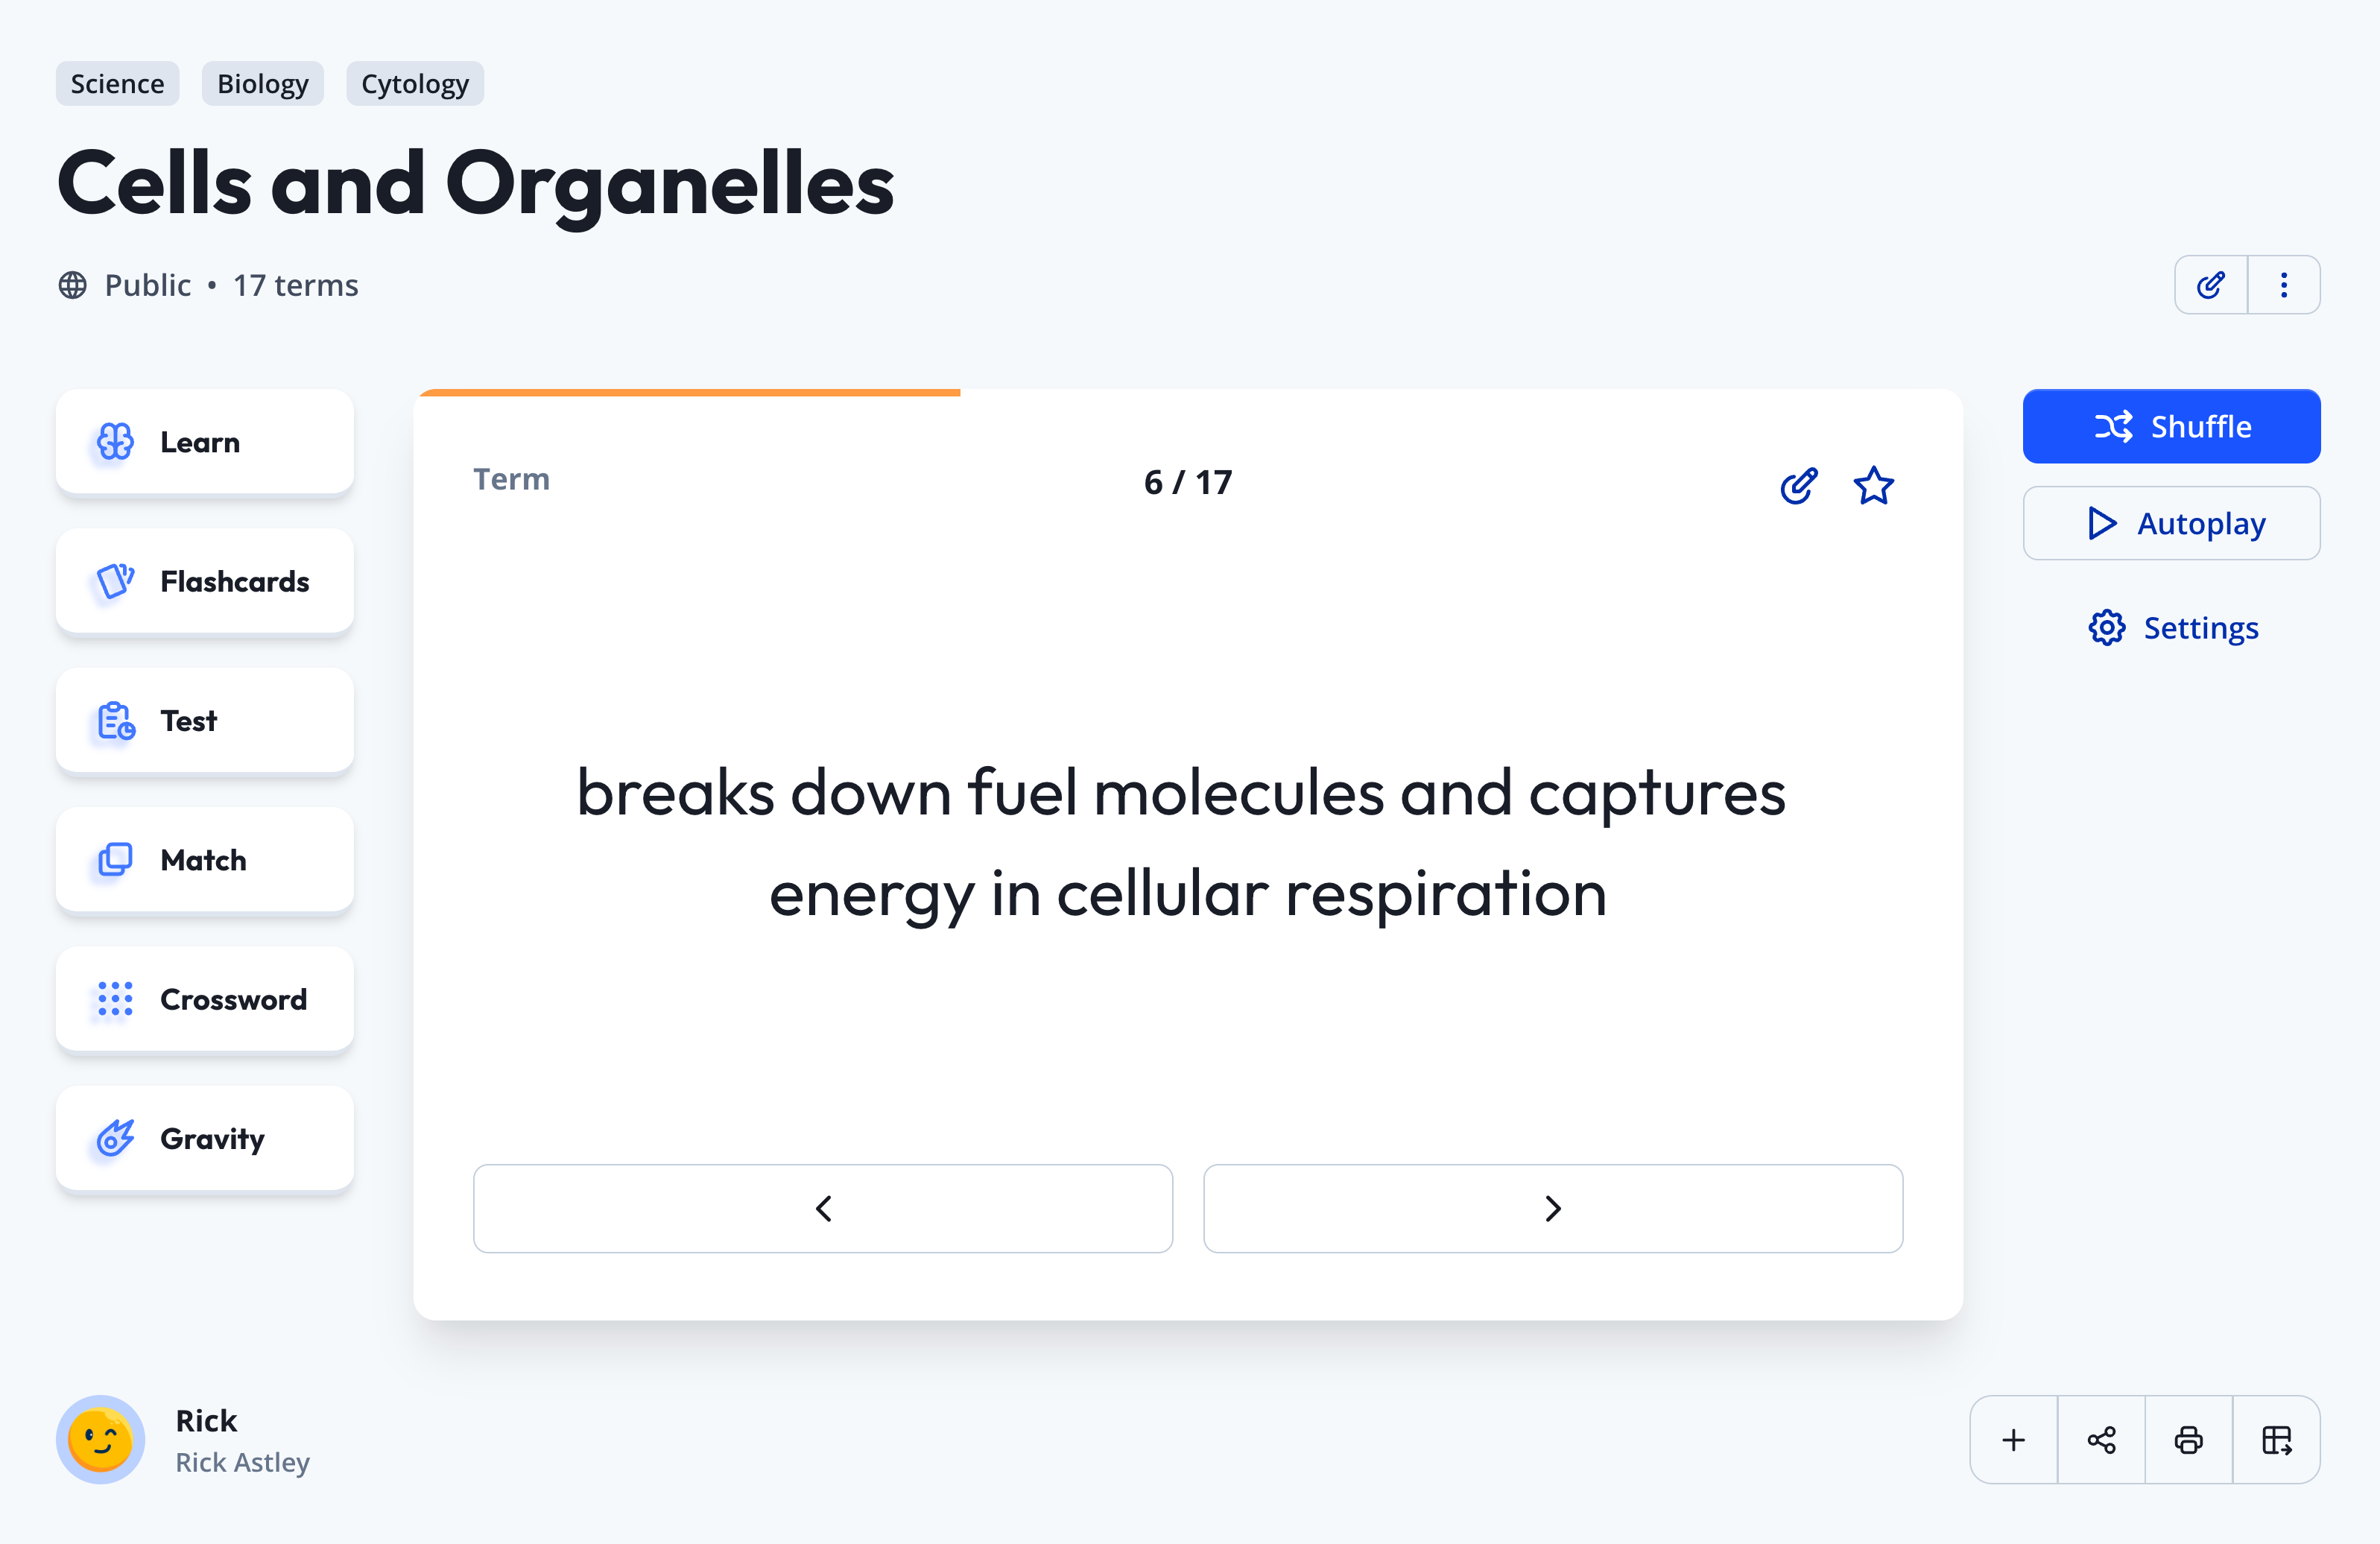 Science
Biology
Cytology
Cells and Organelles
Public • 17 terms
Learn
Flashcards
Test
Match
Crossword
Gravity
Term
6 / 17
breaks down fuel molecules and captures
energy in cellular respiration
Shuffle
Autoplay
Settings
Rick
Rick Astley